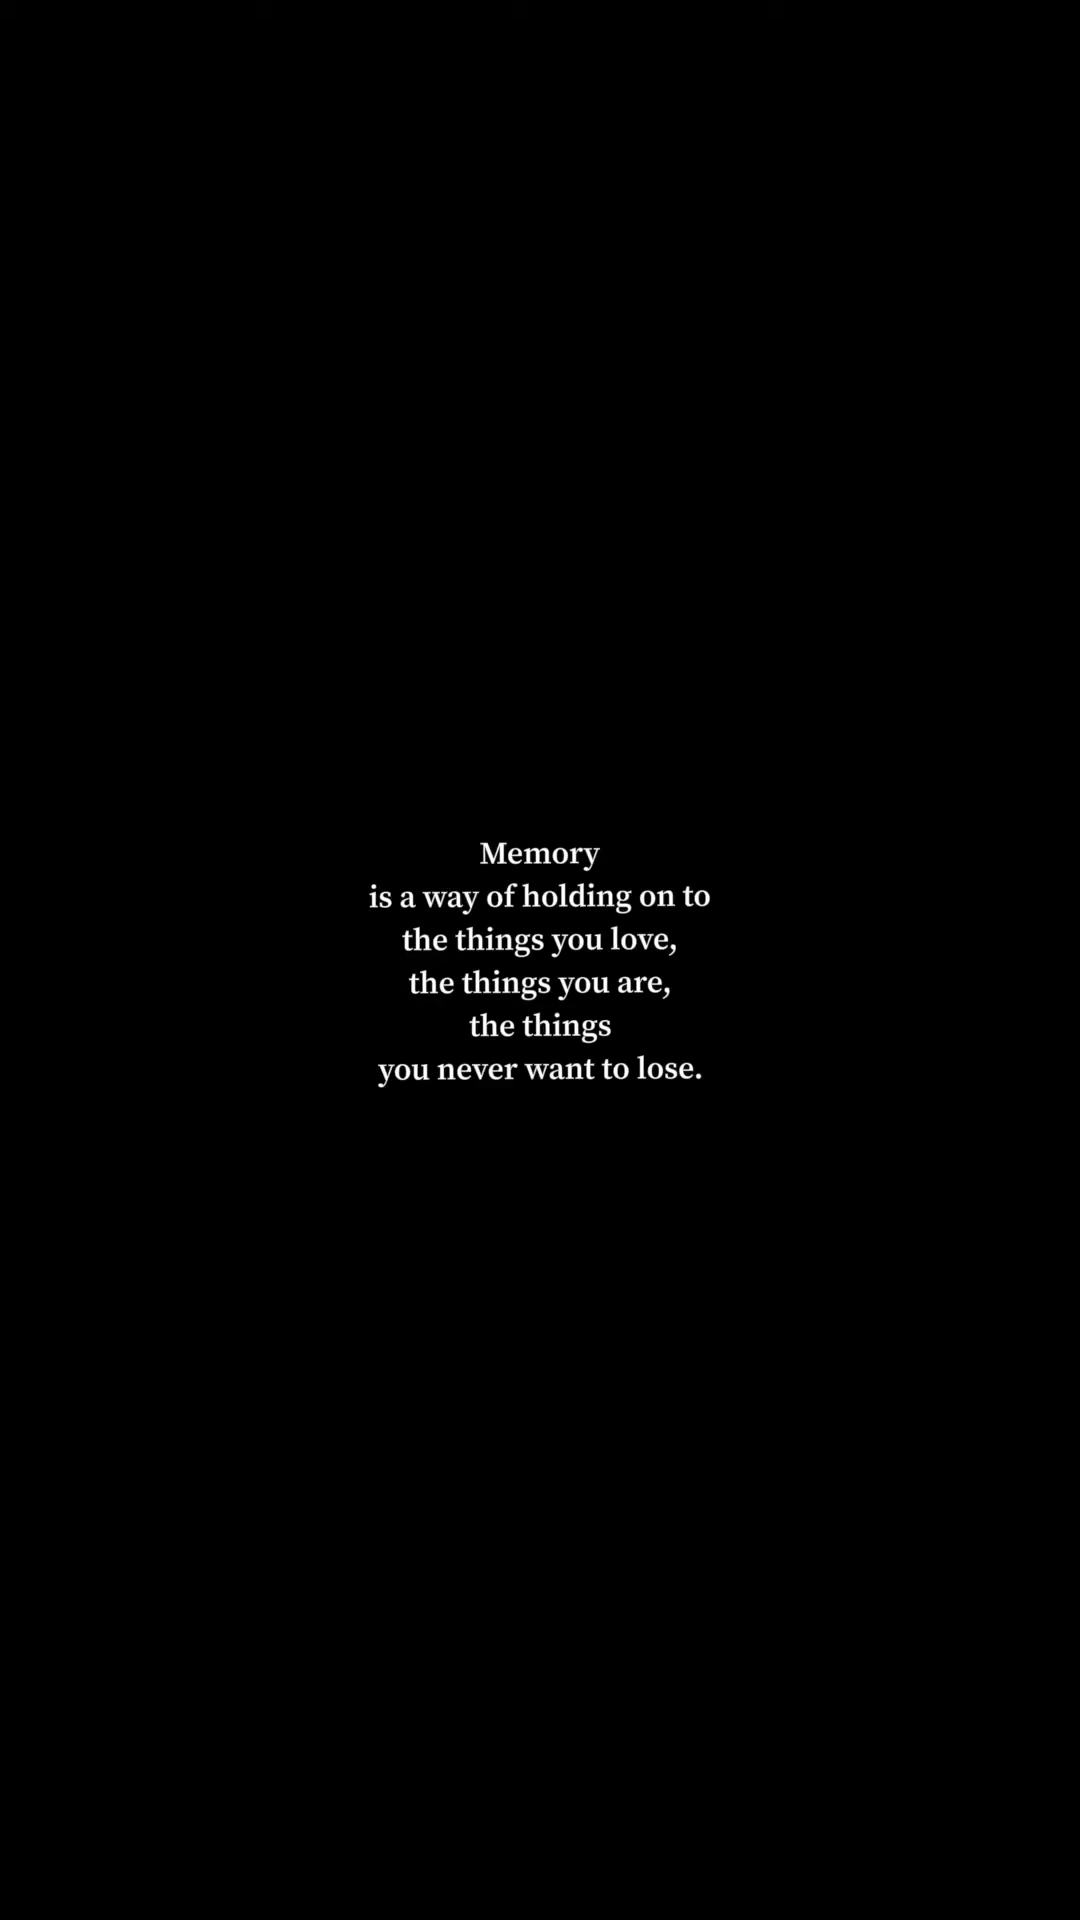 Memory
is a way of holding on to
the things you love,
the things you are,
the things
you never want to lose.